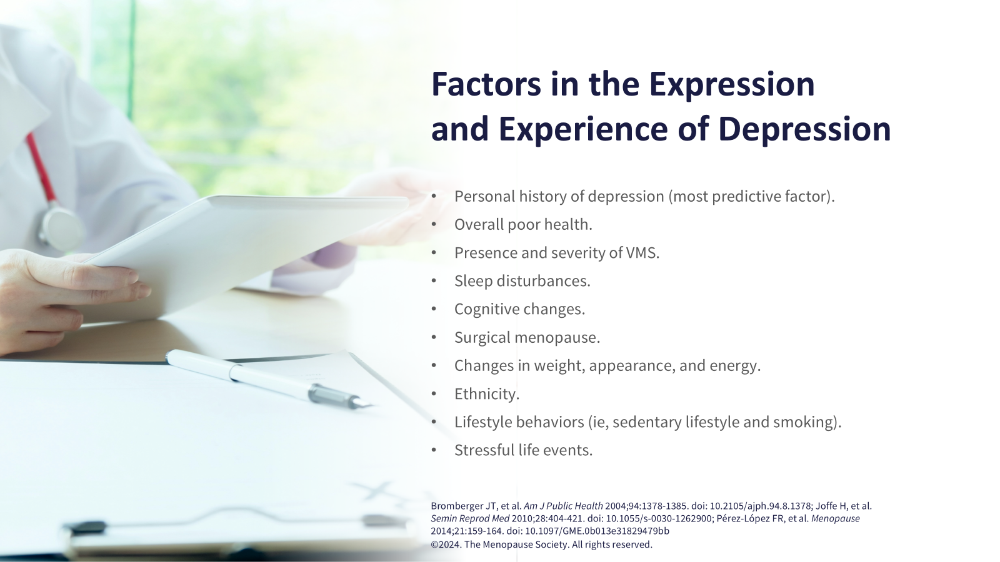 Factors in the Expression
and Experience of Depression
• Personal history of depression (most predictive factor).
• Overall poor health.
• Presence and severity of VMS.
• Sleep disturbances.
• Cognitive changes.
• Surgical menopause.
• Changes in weight, appearance, and energy.
• Ethnicity.
• Lifestyle behaviors (ie, sedentary lifestyle and smoking).
• Stressful life events.
Bromberger JT, et al. Am J Public Health 2004;94:1378-1385. doi: 10.2105/ajph.94.8.1378; Joffe H, et al.
Semin Reprod Med 2010;28:404-421. doi: 10.1055/s-0030-1262900; Pérez-López FR, et al. Menopause
2014;21:159-164. doi: 10.1097/GME.0b013e31829479bb
©2024. The Menopause Society. All rights reserved.